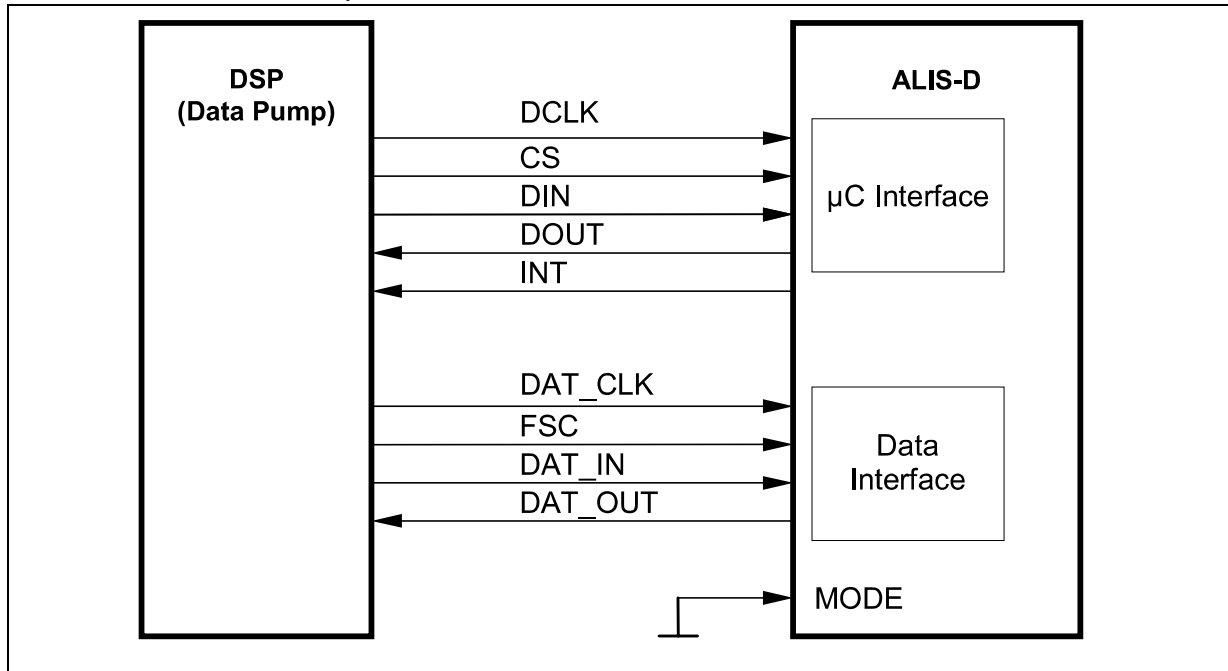 DSP
(Data Pump)
DCLK
CS
DIN
DOUT
INT
DAT_CLK
FSC
DAT_IN
DAT_OUT
ALIS-D
µC Interface
Data
Interface
MODE